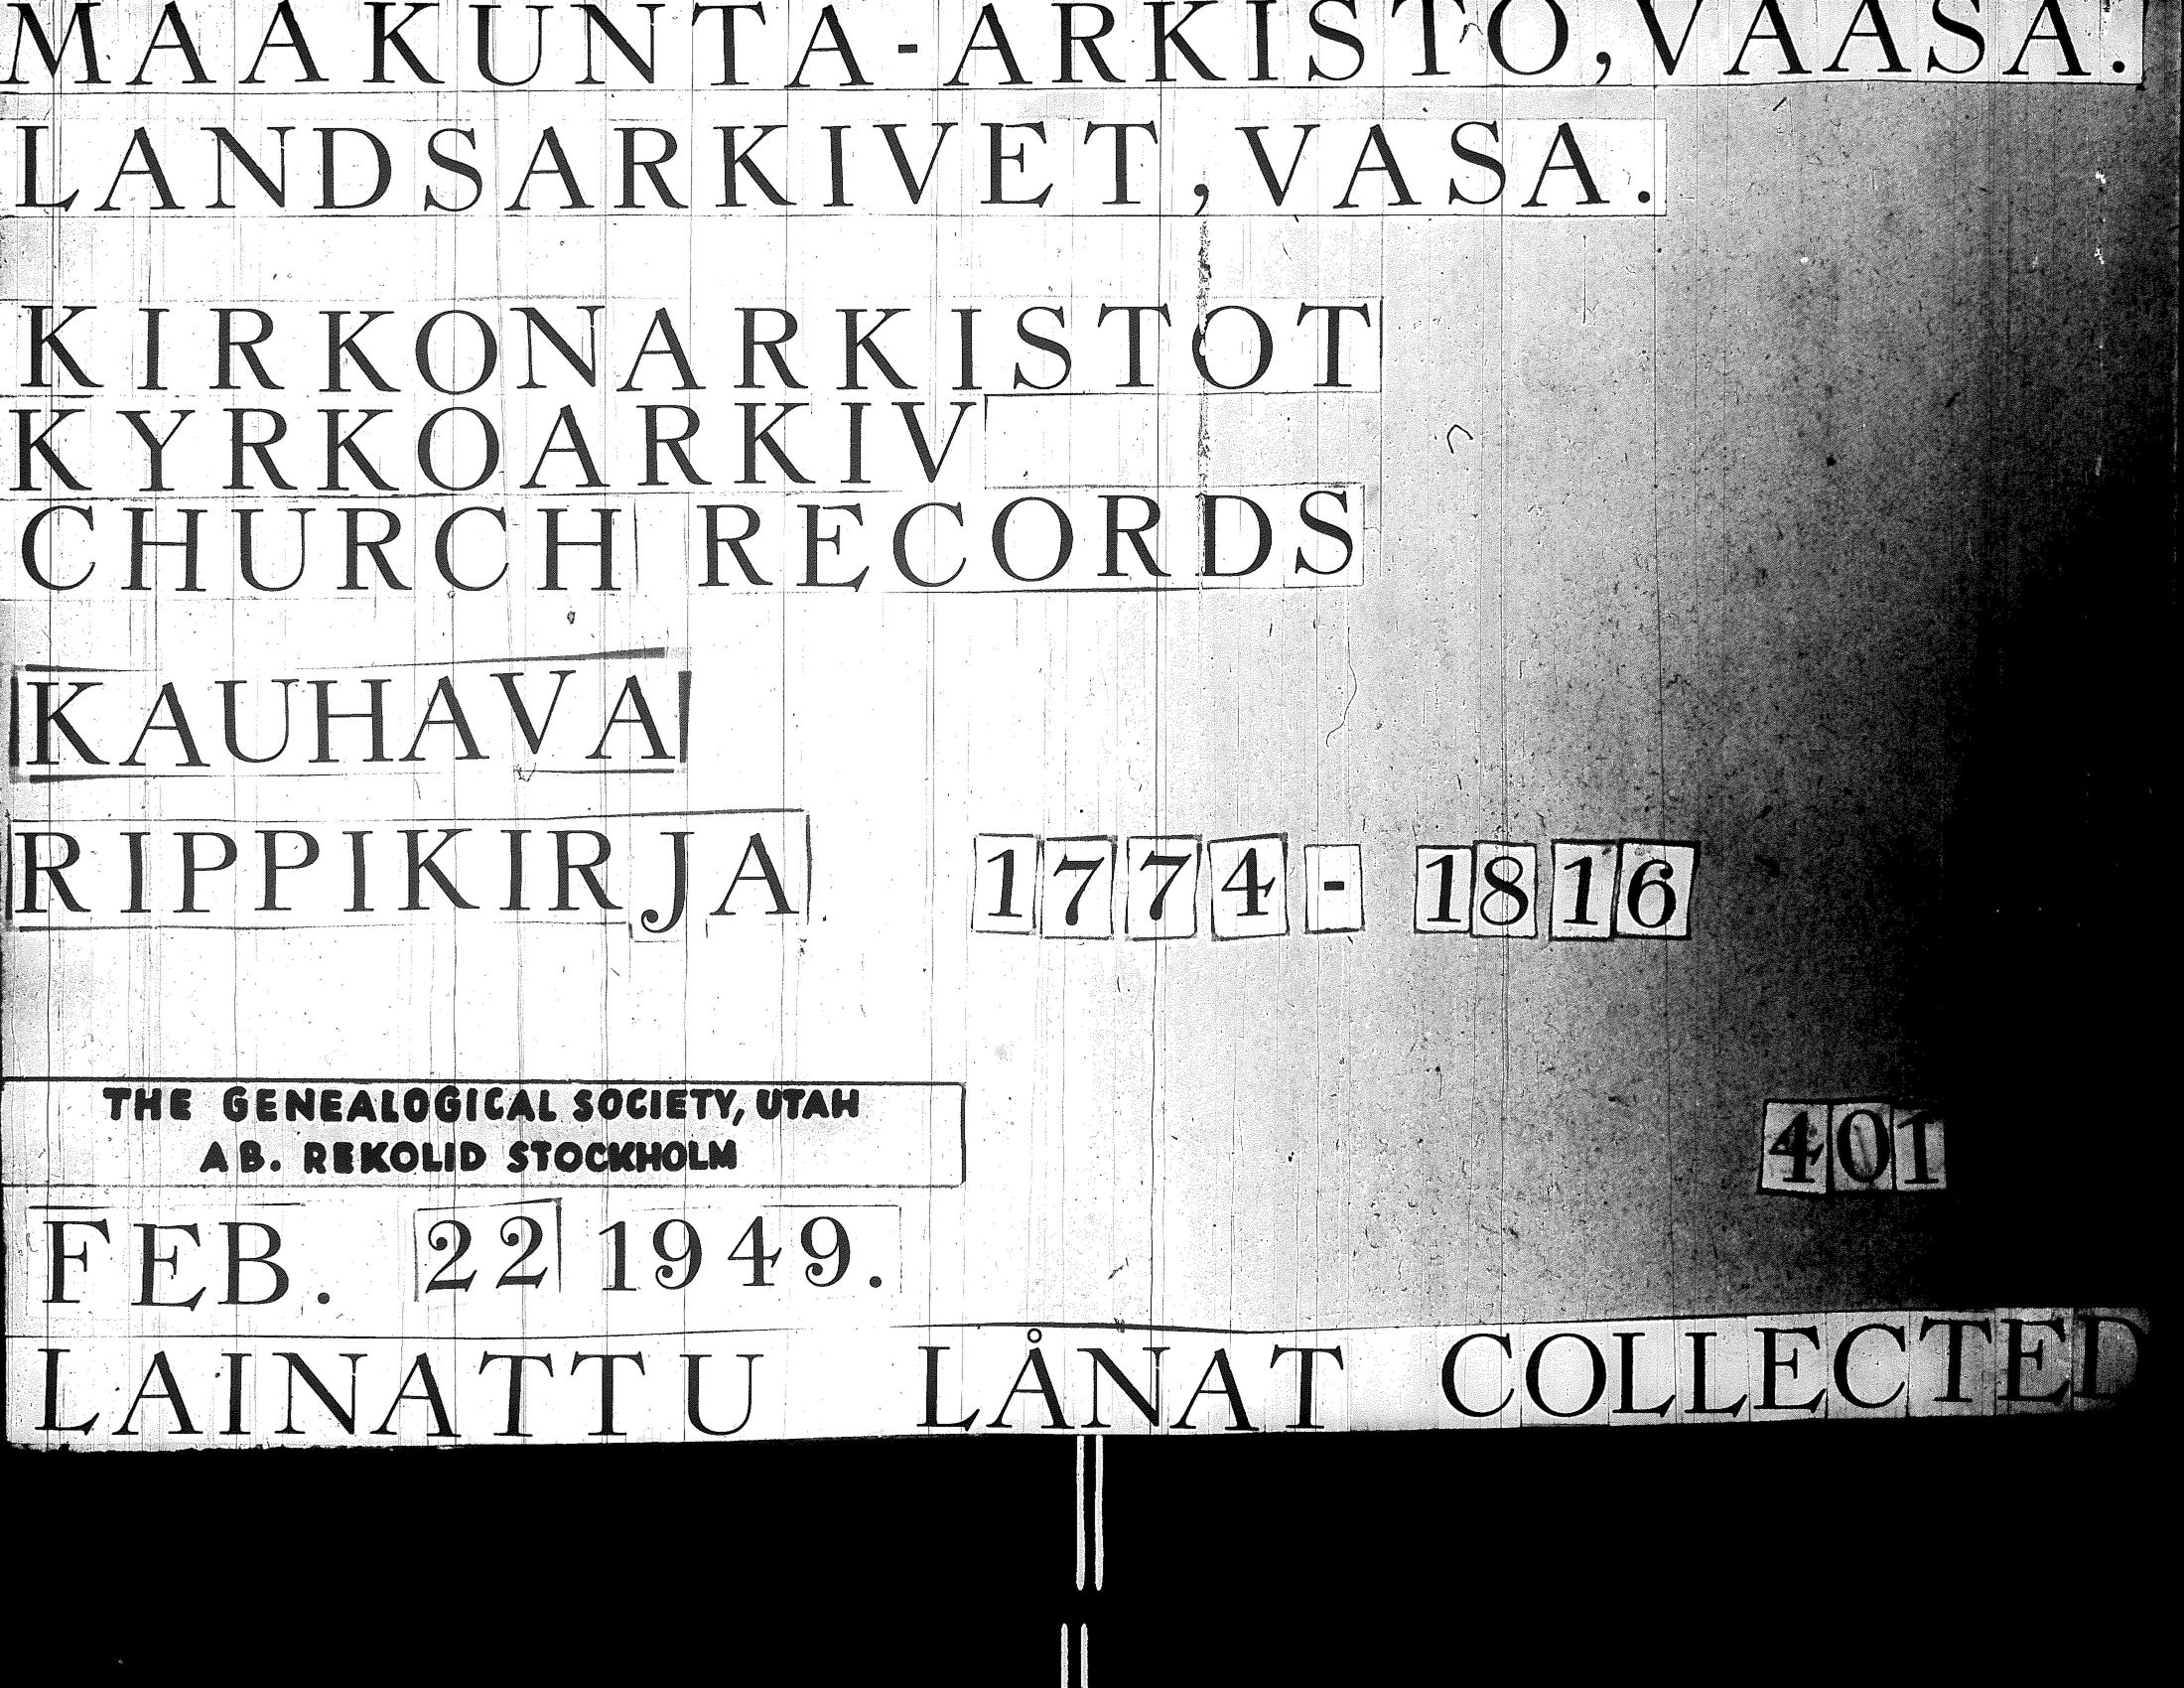 MAAKUNTA-ARKISTO, VAASA.
LANDSARKIVET, VASA.
KIRKONARKISTOT
KYRKOARKIV
CHURCH RECORDS
KAUHAVA
RIPPIKIRJA 1774 - 1816
THE GENEALOGICAL SOCIETY, UTAH
AB. REKOLID STOCKHOLM
401
FEB. 22 1949.
LAINATTU LÅNAT COLLECTED